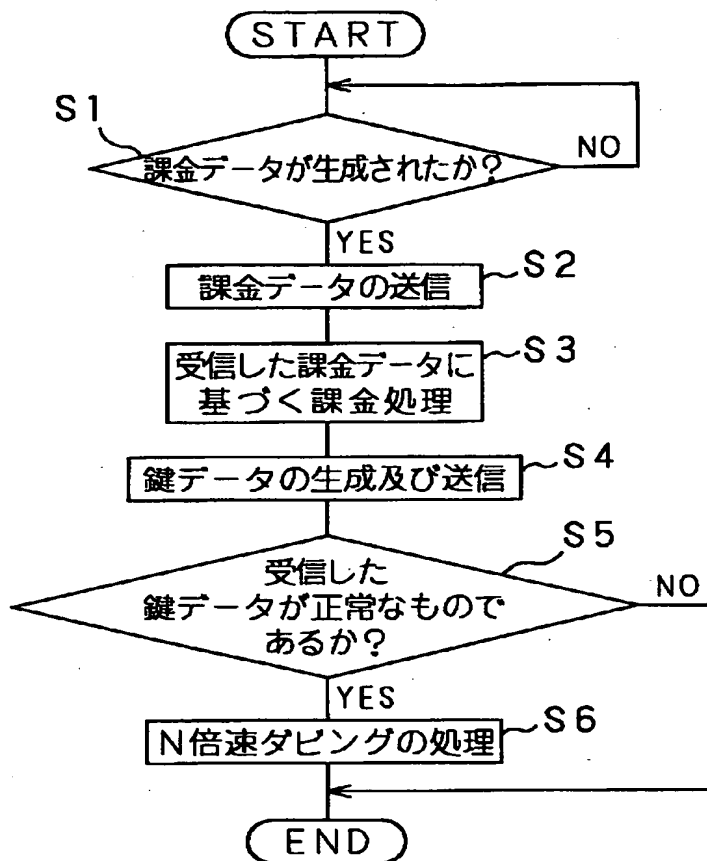 START
S1
課金データが生成されたか?
NO
YES
課金データの送信
S2
受信した課金データに
基づく課金処理
S3
鍵データの生成及び送信
S4
受信した
鍵データが正常なもので
あるか?
S5
NO
YES
N倍速ダビングの処理
S6
END